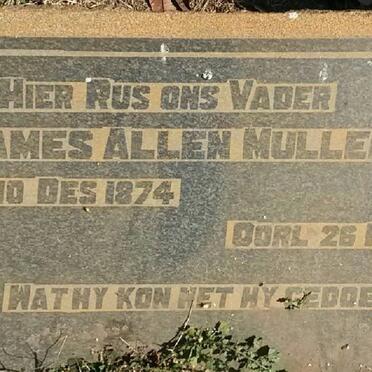 HIER RUS ONS VADER
AMES ALLEN MULLE
10 DES 1874
OORL 26
WAT HY KON HET HY GEDOE